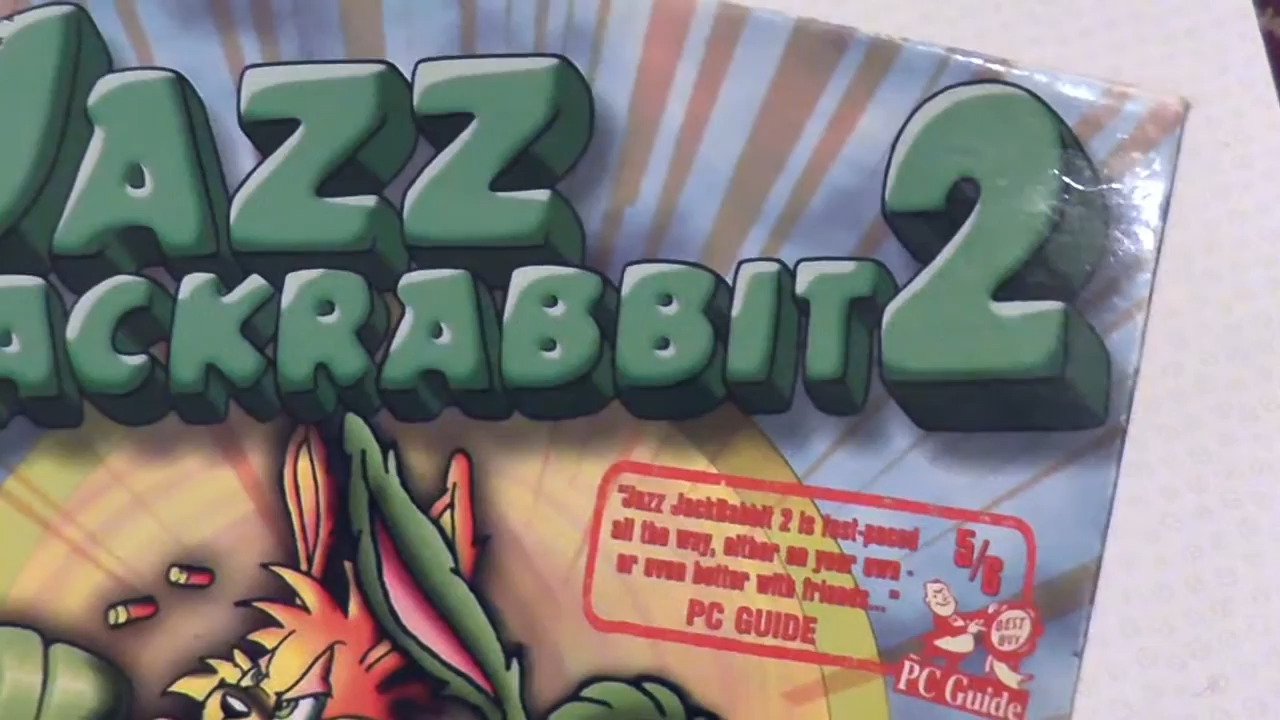 JAZZ
JACKRABBIT 2
"Jazz JackRabbit 2 is fast-paced
all the way, either on your own -
or even better with friends..."
PC GUIDE
5/6
BEST
BUY
PC Guide